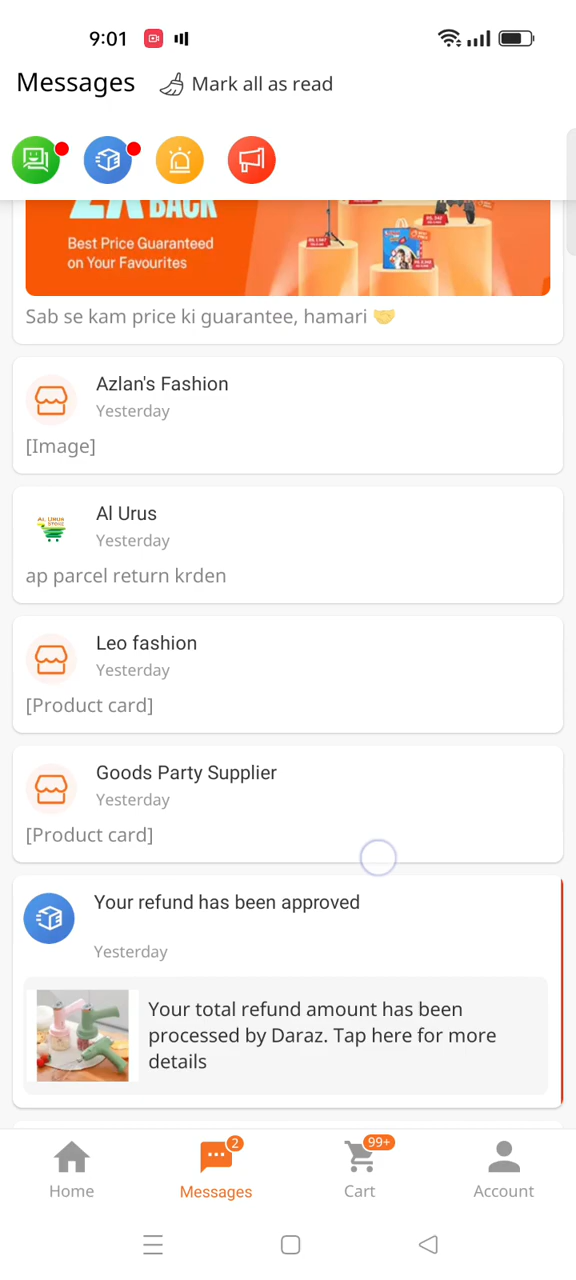 9:01
Messages
Mark all as read
BACK
Best Price Guaranteed
on Your Favourites
Sab se kam price ki guarantee, hamari 🤝
Azlan's Fashion
Yesterday
[Image]
Al Urus
Yesterday
ap parcel return krden
Leo fashion
Yesterday
[Product card]
Goods Party Supplier
Yesterday
[Product card]
Your refund has been approved
Yesterday
Your total refund amount has been
processed by Daraz. Tap here for more
details
2
99+
Home
Messages
Cart
Account